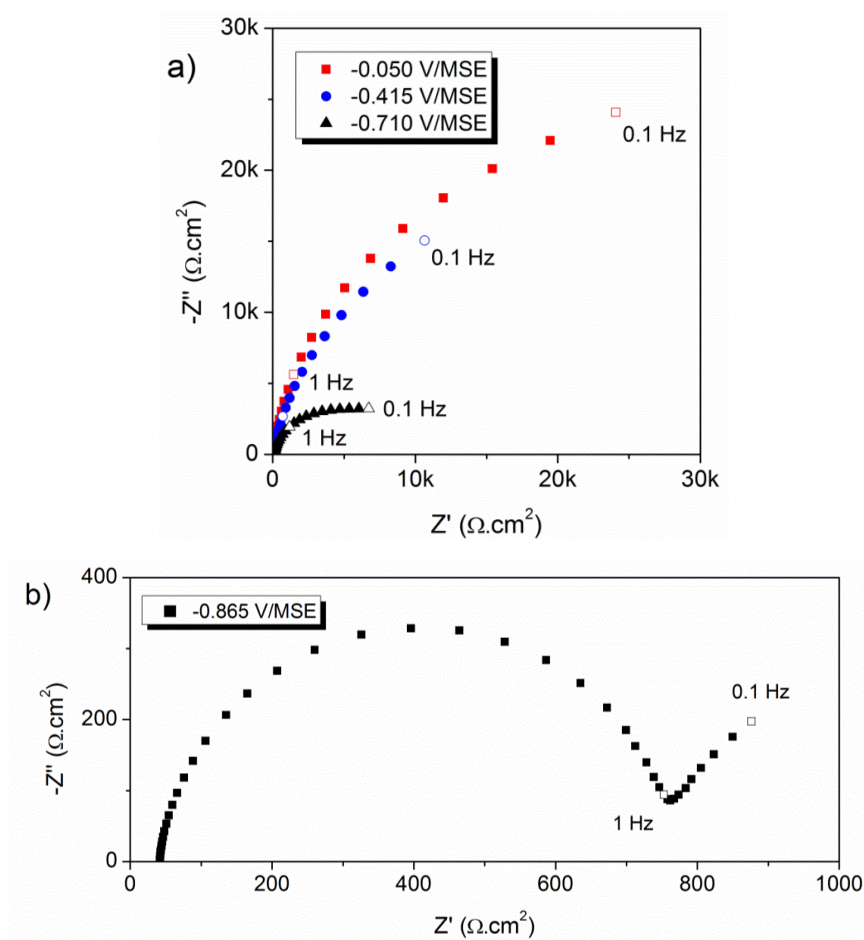 a)
30k
20k
10k
0
-Z'' (Ω.cm²)
-0.050 V/MSE
-0.415 V/MSE
-0.710 V/MSE
0.1 Hz
0.1 Hz
1 Hz
0.1 Hz
1 Hz
0 10k 20k 30k
Z' (Ω.cm²)
b)
400
200
0
-Z'' (Ω.cm²)
-0.865 V/MSE
0.1 Hz
1 Hz
0 200 400 600 800 1000
Z' (Ω.cm²)